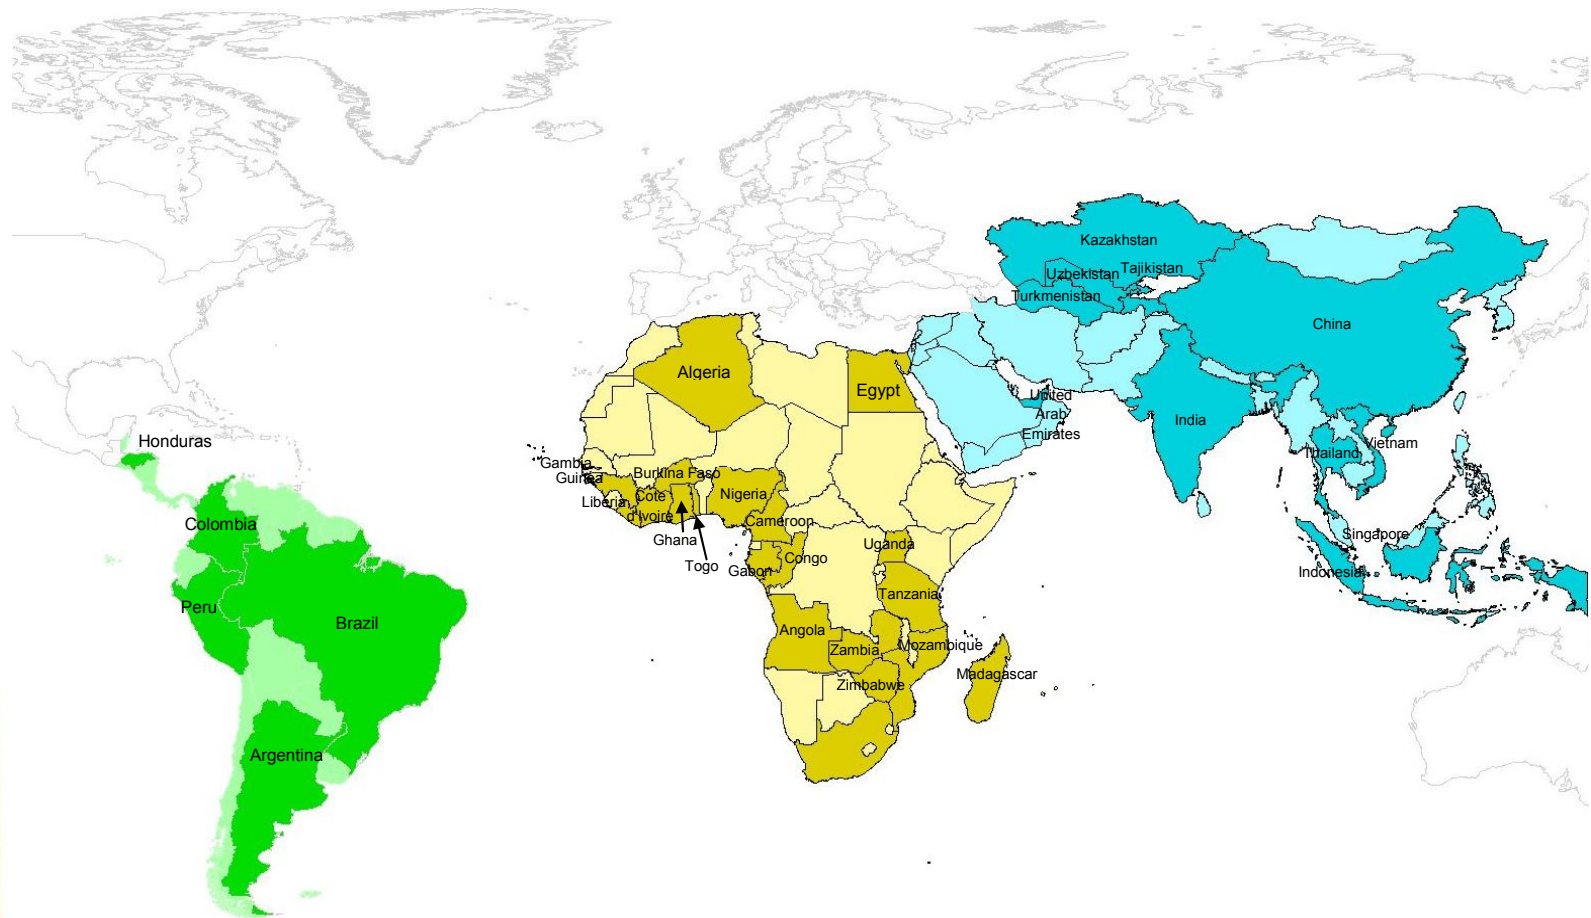 Kazakhstan
Uzbekistan
Tajikistan
Turkmenistan
China
Algeria
Egypt
United
Arab
Emirates
India
Honduras
Vietnam
Thailand
Gambia
Guinea
Burkina Faso
Liberia
Cote
d'Ivoire
Nigeria
Colombia
Cameroon
Ghana
Togo
Gabon
Congo
Uganda
Singapore
Indonesia
Peru
Brazil
Tanzania
Angola
Zambia
Mozambique
Zimbabwe
Madagascar
Argentina